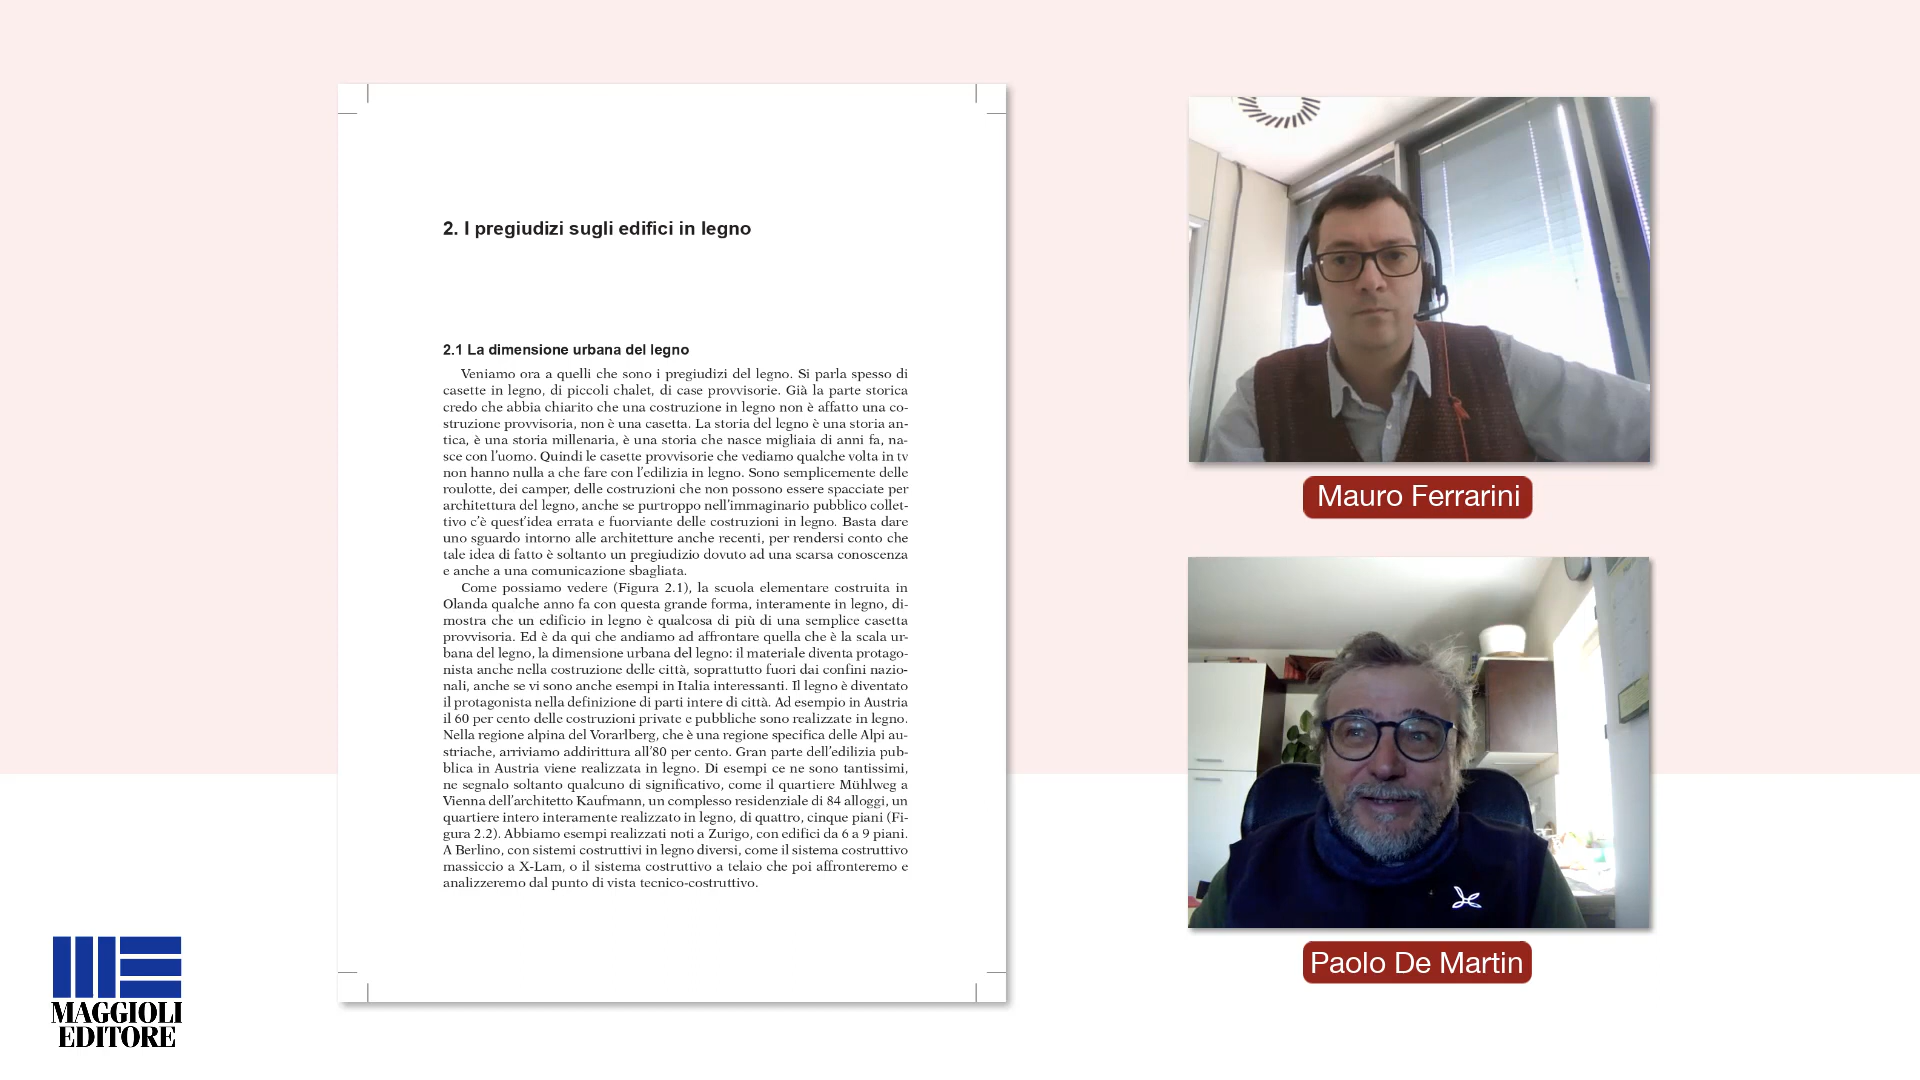 2. I pregiudizi sugli edifici in legno
2.1 La dimensione urbana del legno
Veniamo ora a quelli che sono i pregiudizi del legno. Si parla spesso di
casette in legno, di piccoli chalet, di case provvisorie. Già la parte storica
credo che abbia chiarito che una costruzione in legno non è affatto una co-
struzione provvisoria, non è una casetta. La storia del legno è una storia an-
tica, è una storia millenaria, è una storia che nasce migliaia di anni fa, na-
sce con l'uomo. Quindi le casette provvisorie che vediamo qualche volta in tv
non hanno nulla a che fare con l'edilizia in legno. Sono semplicemente delle
roulotte, dei camper, delle costruzioni che non possono essere spacciate per
architettura del legno, anche se purtroppo nell'immaginario pubblico collet-
tivo c'è quest'idea errata e fuorviante delle costruzioni in legno. Basta dare
uno sguardo intorno alle architetture anche recenti, per rendersi conto che
tale idea di fatto è soltanto un pregiudizio dovuto ad una scarsa conoscenza
e anche a una comunicazione sbagliata.
Come possiamo vedere (Figura 2.1), la scuola elementare costruita in
Olanda qualche anno fa con questa grande forma, interamente in legno, di-
mostra che un edificio in legno è qualcosa di più di una semplice casetta
provvisoria. Ed è da qui che andiamo ad affrontare quella che è la scala ur-
bana del legno, la dimensione urbana del legno: il materiale diventa protago-
nista anche nella costruzione delle città, soprattutto fuori dai confini nazio-
nali, anche se vi sono anche esempi in Italia interessanti. Il legno è diventato
il protagonista nella definizione di parti intere di città. Ad esempio in Austria
il 60 per cento delle costruzioni private e pubbliche sono realizzate in legno.
Nella regione alpina del Vorarlberg, che è una regione specifica delle Alpi au-
striache, arriviamo addirittura all'80 per cento. Gran parte dell'edilizia pub-
blica in Austria viene realizzata in legno. Di esempi ce ne sono tantissimi,
ne segnalo soltanto qualcuno di significativo, come il quartiere Mühlweg a
Vienna dell'architetto Kaufmann, un complesso residenziale di 84 alloggi, un
quartiere intero interamente realizzato in legno, di quattro, cinque piani (Fi-
gura 2.2). Abbiamo esempi realizzati noti a Zurigo, con edifici da 6 a 9 piani.
A Berlino, con sistemi costruttivi in legno diversi, come il sistema costruttivo
massiccio a X-Lam, o il sistema costruttivo a telaio che poi affronteremo e
analizzeremo dal punto di vista tecnico-costruttivo.
Mauro Ferrarini
Paolo De Martin
MAGGIOLI
EDITORE